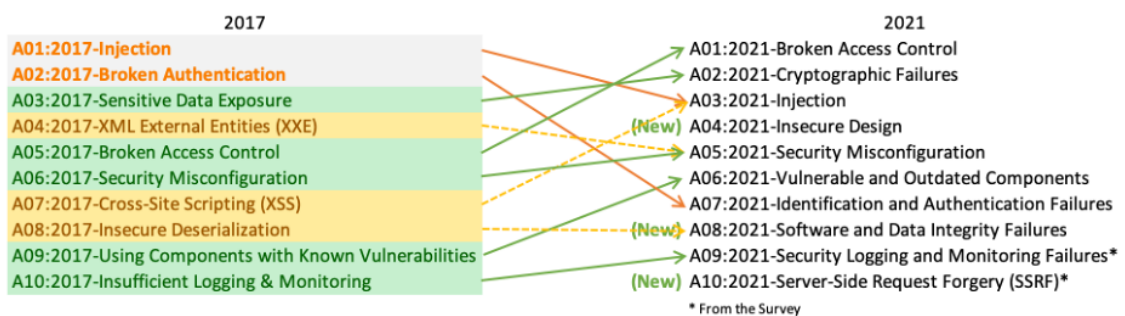 2017
2021
A01:2017-Injection
A02:2017-Broken Authentication
A03:2017-Sensitive Data Exposure
A04:2017-XML External Entities (XXE)
A05:2017-Broken Access Control
A06:2017-Security Misconfiguration
A07:2017-Cross-Site Scripting (XSS)
A08:2017-Insecure Deserialization
A09:2017-Using Components with Known Vulnerabilities
A10:2017-Insufficient Logging & Monitoring
A01:2021-Broken Access Control
A02:2021-Cryptographic Failures
A03:2021-Injection
(New) A04:2021-Insecure Design
A05:2021-Security Misconfiguration
A06:2021-Vulnerable and Outdated Components
A07:2021-Identification and Authentication Failures
(New) A08:2021-Software and Data Integrity Failures
A09:2021-Security Logging and Monitoring Failures*
(New) A10:2021-Server-Side Request Forgery (SSRF)*
* From the Survey